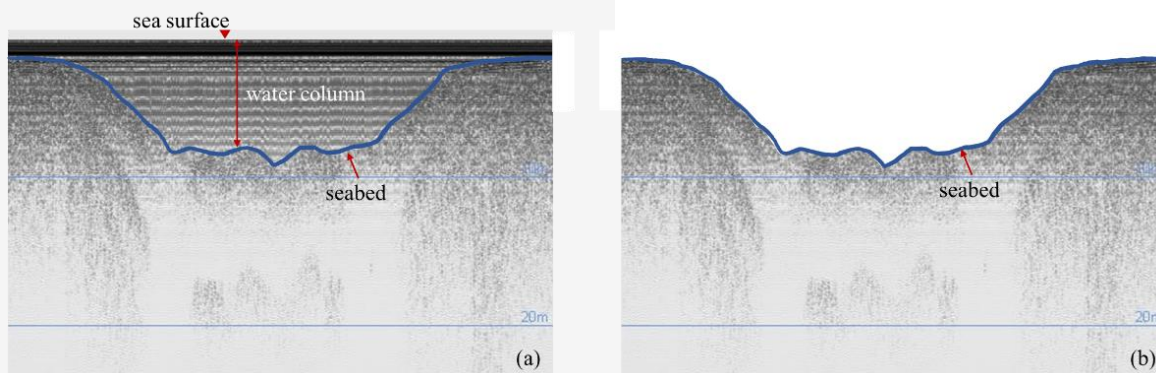 sea surface
water column
seabed
20m
(a)
seabed
20m
(b)